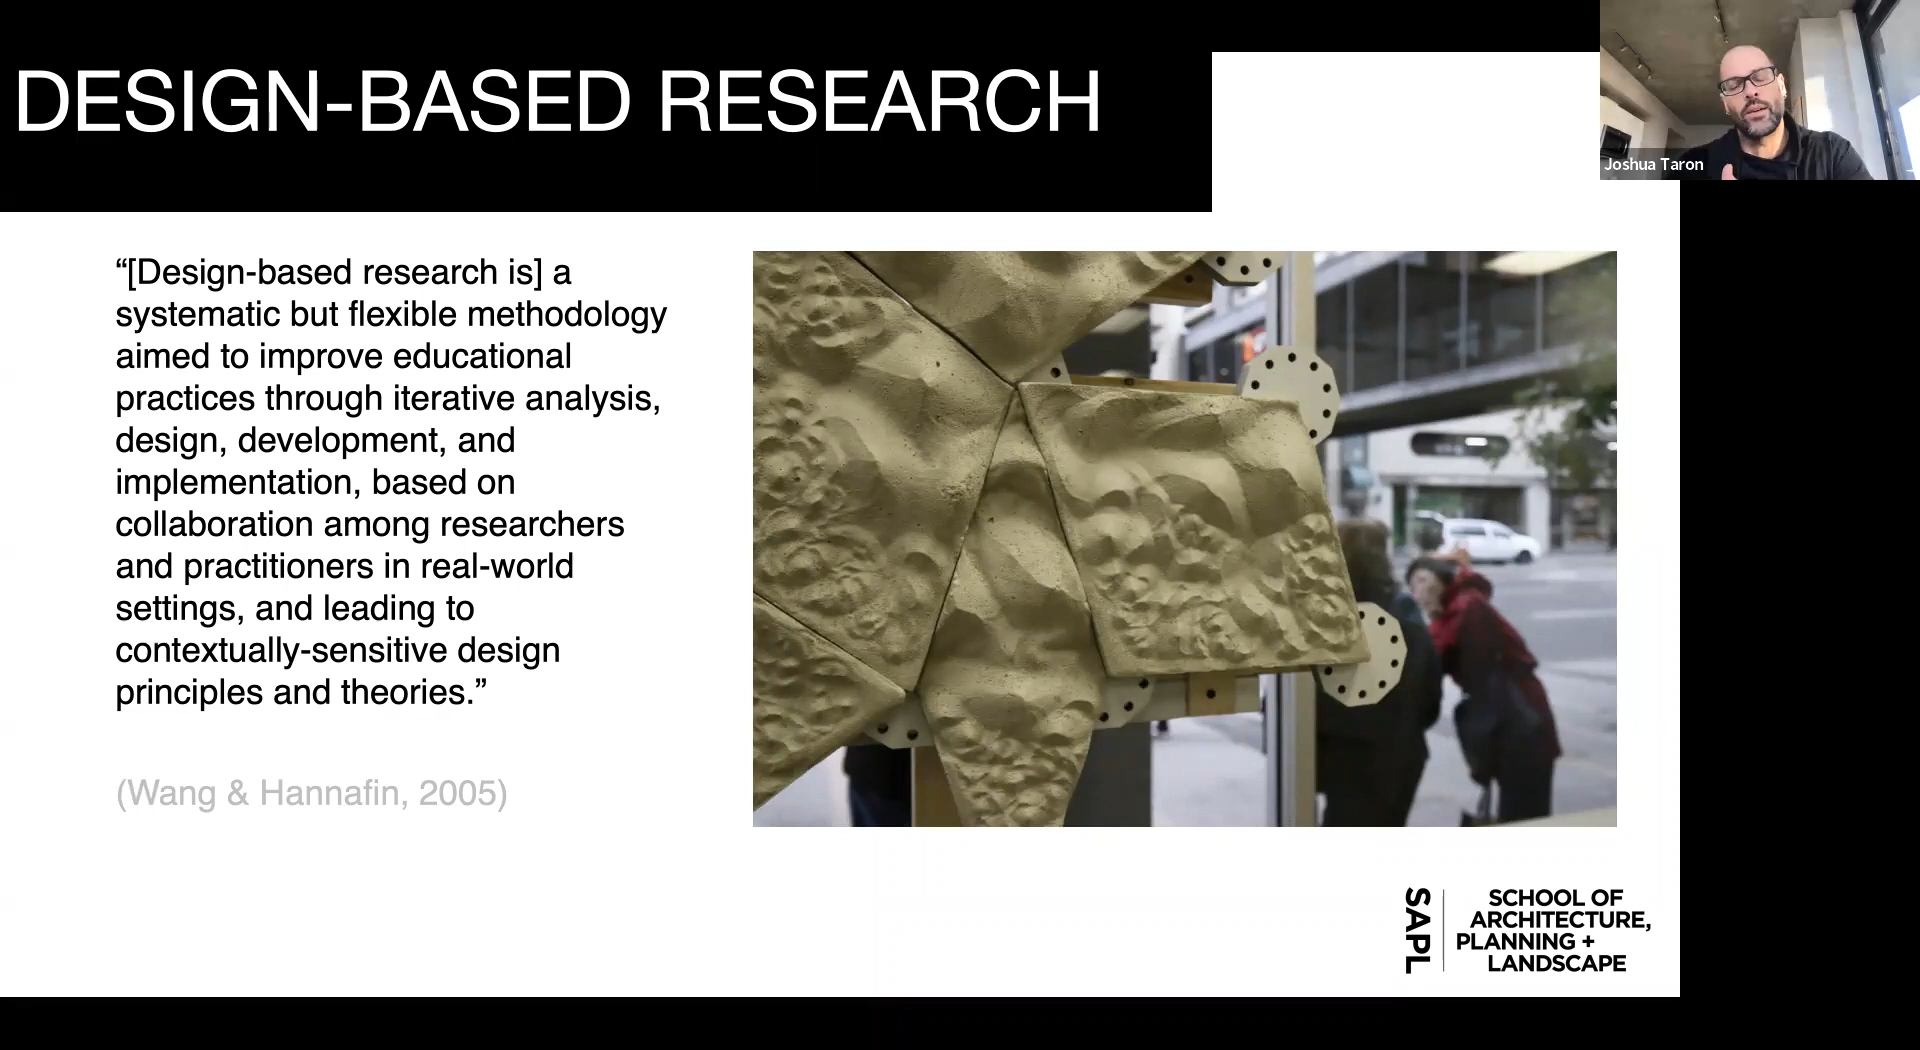 DESIGN-BASED RESEARCH
Joshua Taron
“[Design-based research is] a
systematic but flexible methodology
aimed to improve educational
practices through iterative analysis,
design, development, and
implementation, based on
collaboration among researchers
and practitioners in real-world
settings, and leading to
contextually-sensitive design
principles and theories.”
(Wang & Hannafin, 2005)
SAPL
SCHOOL OF
ARCHITECTURE,
PLANNING +
LANDSCAPE